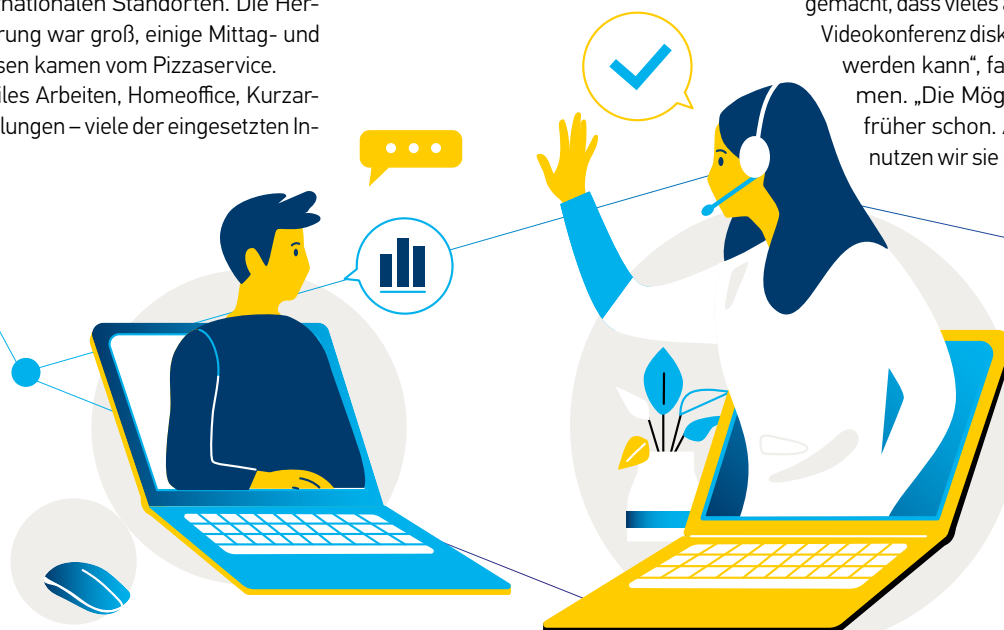 rnationalen Standorten. Die Her-
rung war groß, einige Mittag- und
sen kamen vom Pizzaservice.
iles Arbeiten, Homeoffice, Kurzar-
lungen – viele der eingesetzten In-
gemacht, dass vieles a
Videokonferenz disk
werden kann“, fa
men. „Die Mög
früher schon. A
nutzen wir sie